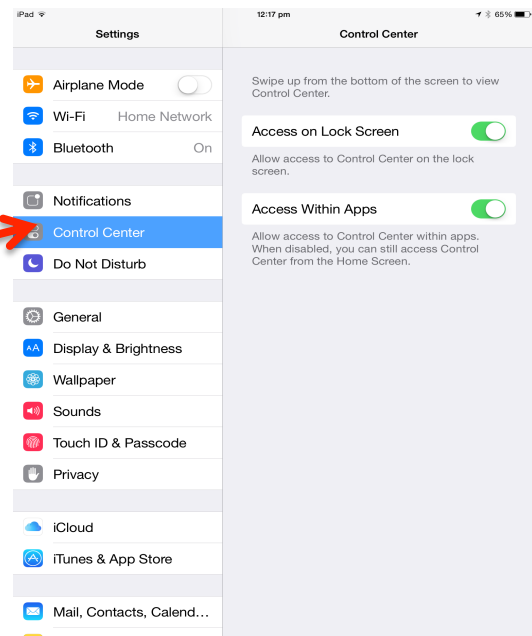 iPad 12:17 pm 65%
Settings
Control Center
Airplane Mode
Wi-Fi Home Network
Bluetooth On
Notifications
Control Center
Do Not Disturb
General
AA Display & Brightness
Wallpaper
Sounds
Touch ID & Passcode
Privacy
iCloud
iTunes & App Store
Mail, Contacts, Calend...
Swipe up from the bottom of the screen to view
Control Center.
Access on Lock Screen
Allow access to Control Center on the lock
screen.
Access Within Apps
Allow access to Control Center within apps.
When disabled, you can still access Control
Center from the Home Screen.